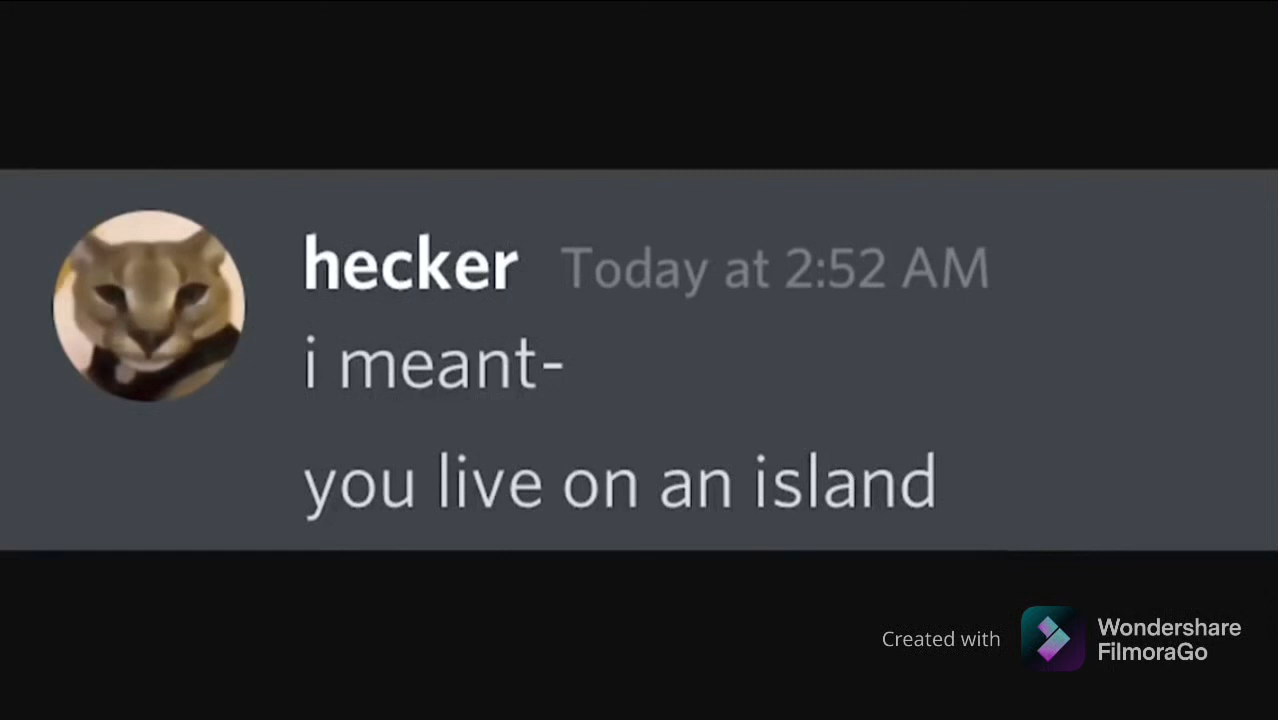 hecker Today at 2:52 AM
i meant-
you live on an island
Created with Wondershare
FilmoraGo